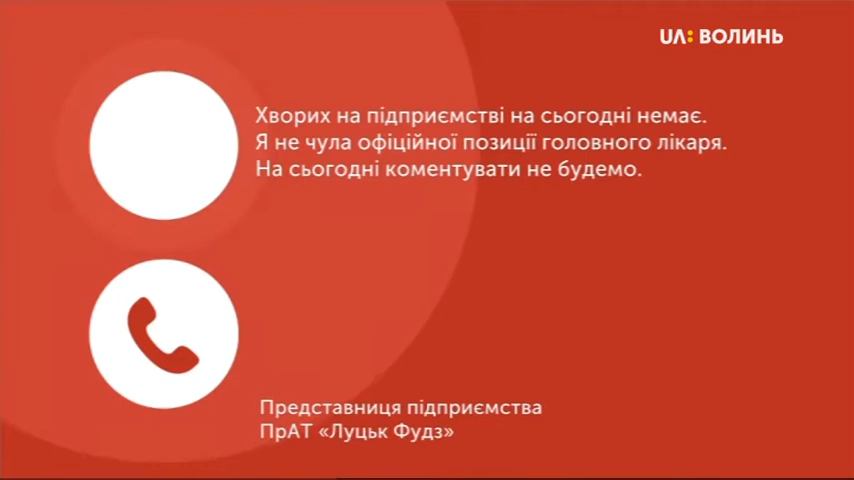 UA: ВОЛИНЬ
Хворих на підприємстві на сьогодні немає.
Я не чула офіційної позиції головного лікаря.
На сьогодні коментувати не будемо.
Представниця підприємства
ПрАТ «Луцьк Фудз»